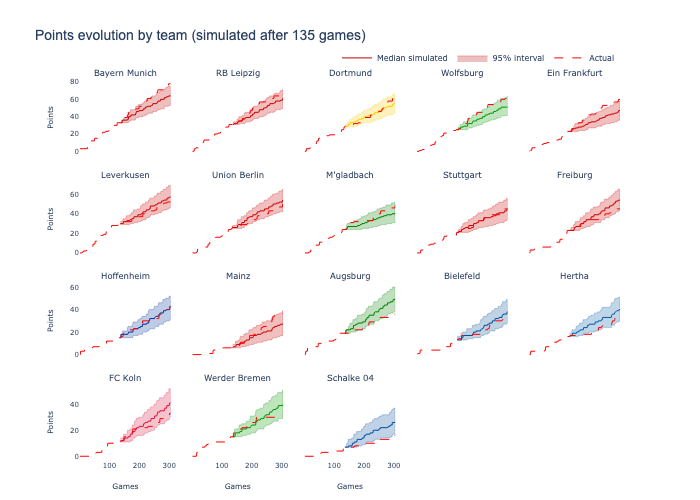 Points evolution by team (simulated after 135 games)
Median simulated 95% interval Actual
Bayern Munich RB Leipzig Dortmund Wolfsburg Ein Frankfurt
80
60
40
20
0
Points
Leverkusen Union Berlin M'gladbach Stuttgart Freiburg
60
40
20
0
Points
Hoffenheim Mainz Augsburg Bielefeld Hertha
60
40
20
0
Points
FC Koln Werder Bremen Schalke 04
40
20
0
Points
100 200 300 100 200 300 100 200 300
Games Games Games